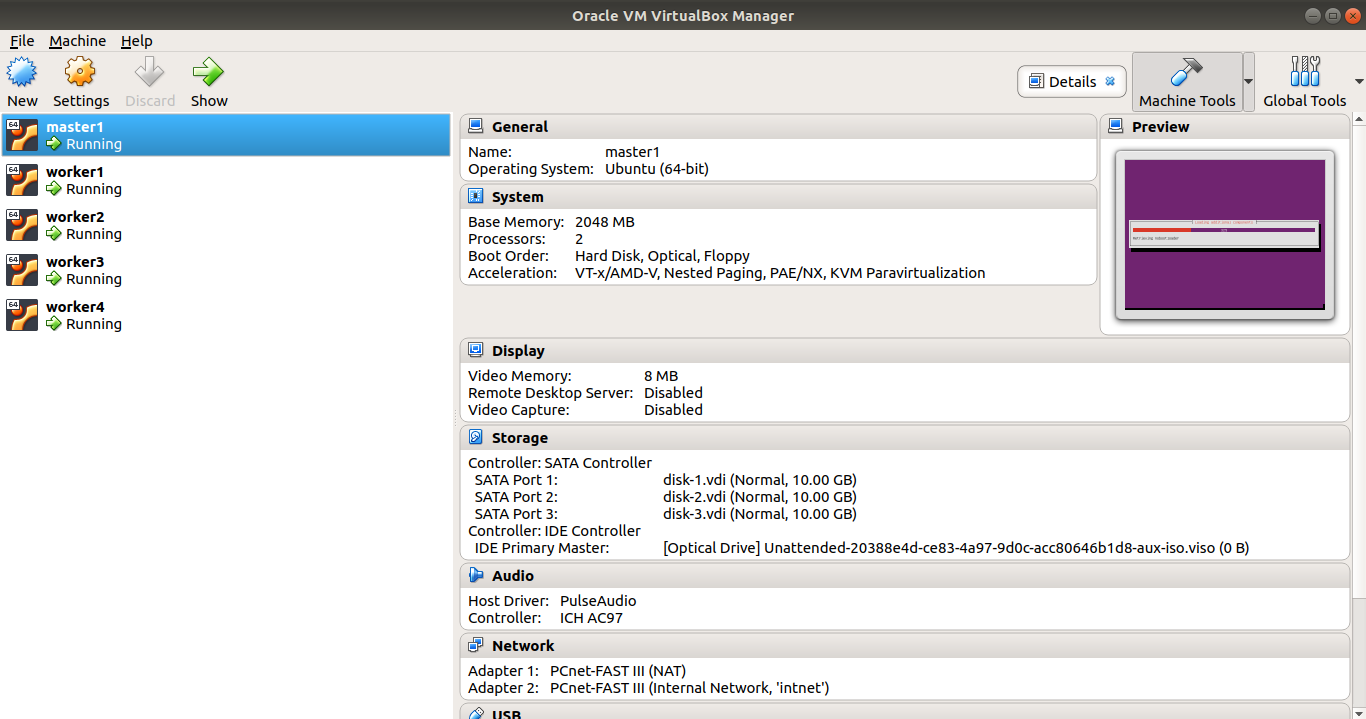 Oracle VM VirtualBox Manager
File Machine Help
New Settings Discard Show
Details
Machine Tools
Global Tools
64 master1
Running
64 worker1
Running
64 worker2
Running
64 worker3
Running
64 worker4
Running
General
Name: master1
Operating System: Ubuntu (64-bit)
System
Base Memory: 2048 MB
Processors: 2
Boot Order: Hard Disk, Optical, Floppy
Acceleration: VT-x/AMD-V, Nested Paging, PAE/NX, KVM Paravirtualization
Preview
Display
Video Memory: 8 MB
Remote Desktop Server: Disabled
Video Capture: Disabled
Storage
Controller: SATA Controller
SATA Port 1: disk-1.vdi (Normal, 10.00 GB)
SATA Port 2: disk-2.vdi (Normal, 10.00 GB)
SATA Port 3: disk-3.vdi (Normal, 10.00 GB)
Controller: IDE Controller
IDE Primary Master: [Optical Drive] Unattended-20388e4d-ce83-4a97-9d0c-acc80646b1d8-aux-iso.viso (0 B)
Audio
Host Driver: PulseAudio
Controller: ICH AC97
Network
Adapter 1: PCnet-FAST III (NAT)
Adapter 2: PCnet-FAST III (Internal Network, 'intnet')
USB